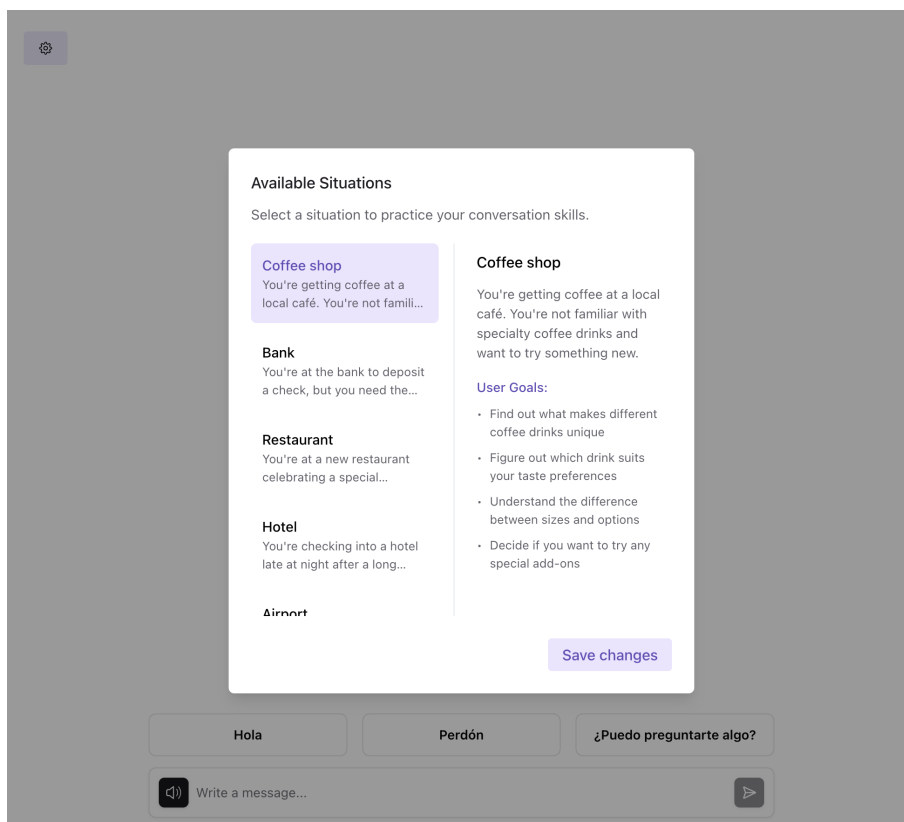 Available Situations
Select a situation to practice your conversation skills.
Coffee shop
You're getting coffee at a
local café. You're not famili...
Bank
You're at the bank to deposit
a check, but you need the...
Restaurant
You're at a new restaurant
celebrating a special...
Hotel
You're checking into a hotel
late at night after a long...
Airport
Coffee shop
You're getting coffee at a local
café. You're not familiar with
specialty coffee drinks and
want to try something new.
User Goals:
• Find out what makes different
coffee drinks unique
• Figure out which drink suits
your taste preferences
• Understand the difference
between sizes and options
• Decide if you want to try any
special add-ons
Save changes
Hola
Perdón
¿Puedo preguntarte algo?
Write a message...